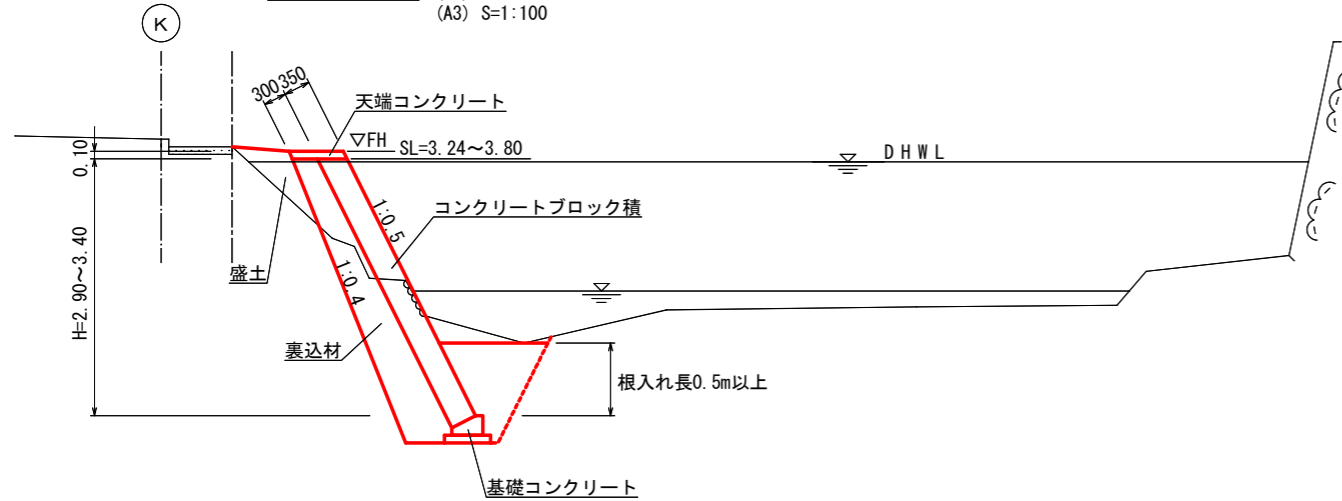 (A3) S=1:100
K
300
350
天端コンクリート
▽FH
SL=3.24～3.80
DHWL
0.10
H=2.90～3.40
1:0.5
コンクリートブロック積
盛土
1:0.4
裏込材
根入れ長0.5m以上
基礎コンクリート